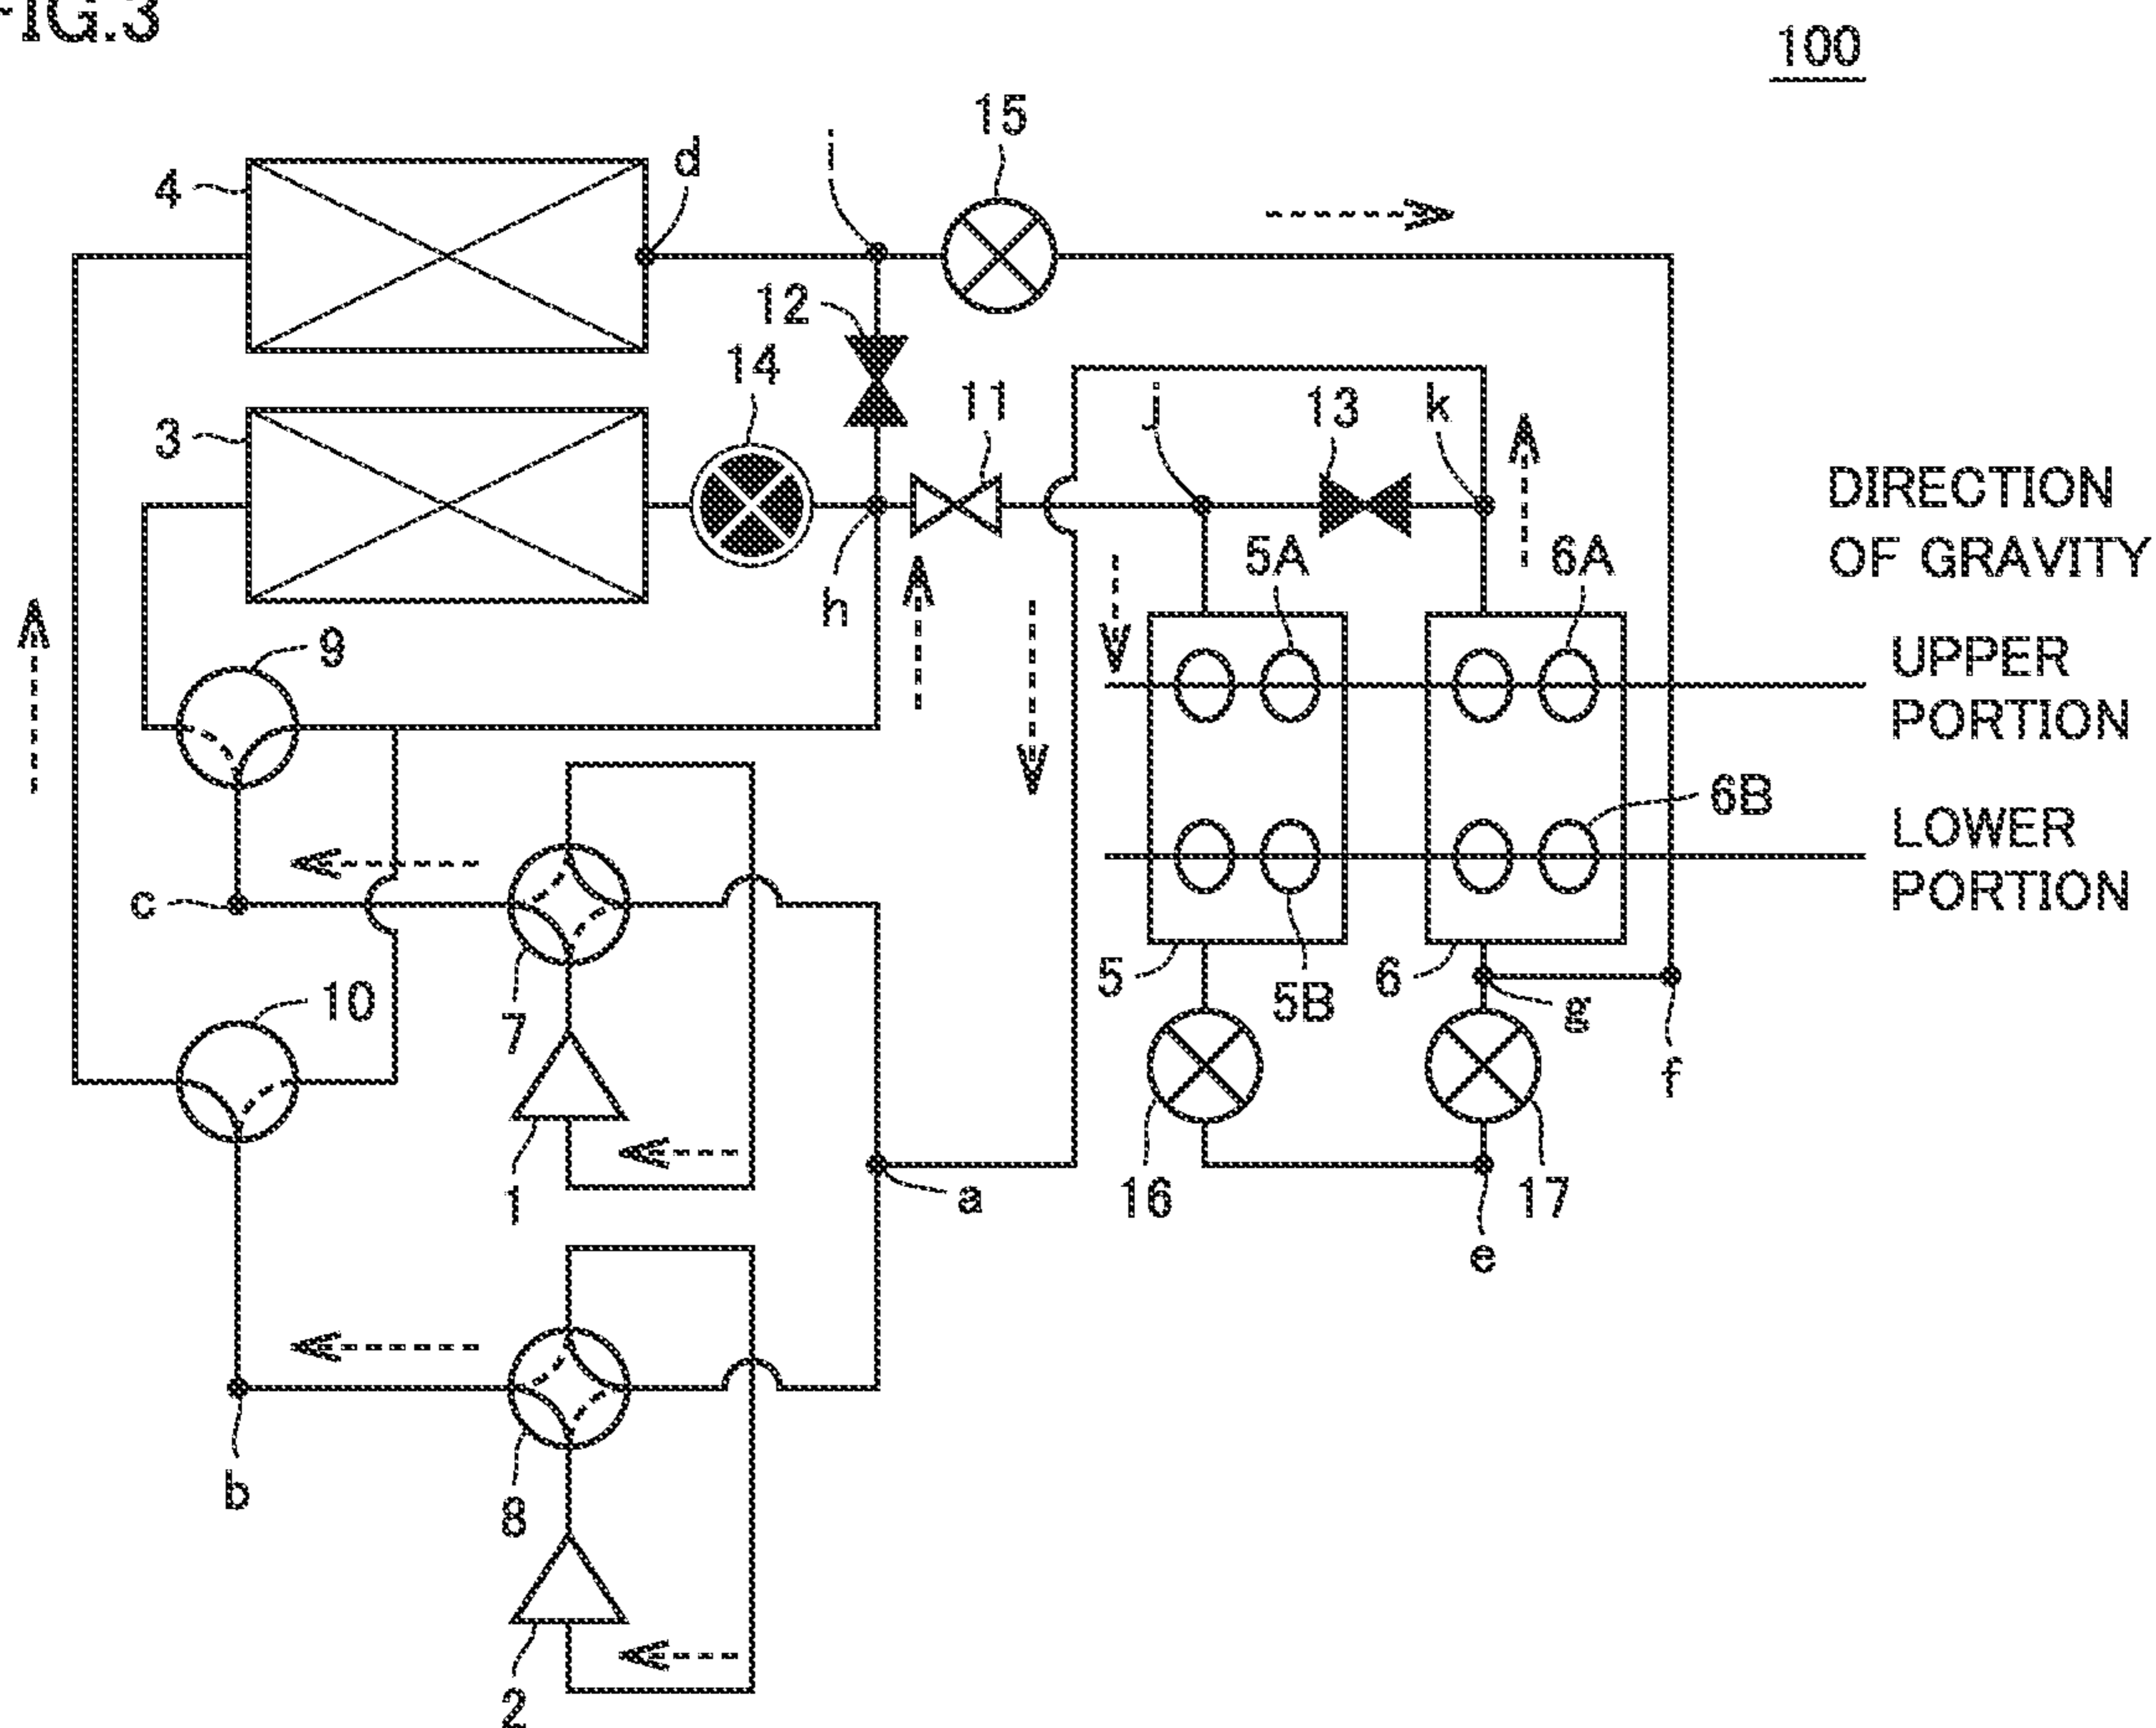 FIG.3
100
15
d
i
4
12
14
11
j
13
k
3
DIRECTION
OF GRAVITY
5A
6A
h
9
UPPER
PORTION
6B
LOWER
PORTION
c
5
6
10
7
5B
g
f
1
a
16
17
e
b
8
2